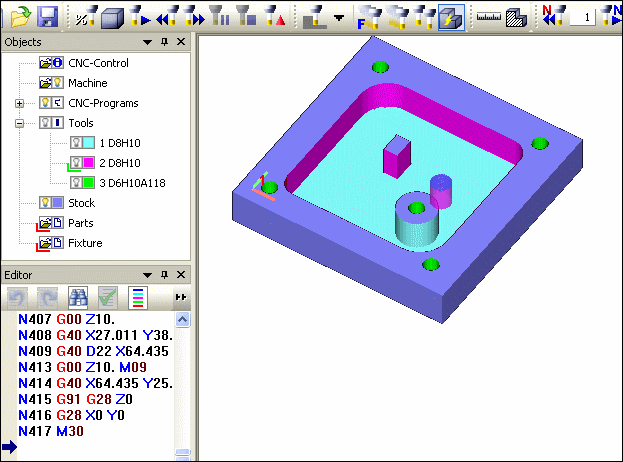 %
F
N
1
N
Objects
CNC-Control
Machine
CNC-Programs
Tools
1 D8H10
2 D8H10
3 D6H10A118
Stock
Parts
Fixture
Editor
N407 G00 Z10.
N408 G40 X27.011 Y38.
N409 G40 D22 X64.435
N413 G00 Z10. M09
N414 G40 X64.435 Y25.
N415 G91 G28 Z0
N416 G28 X0 Y0
N417 M30